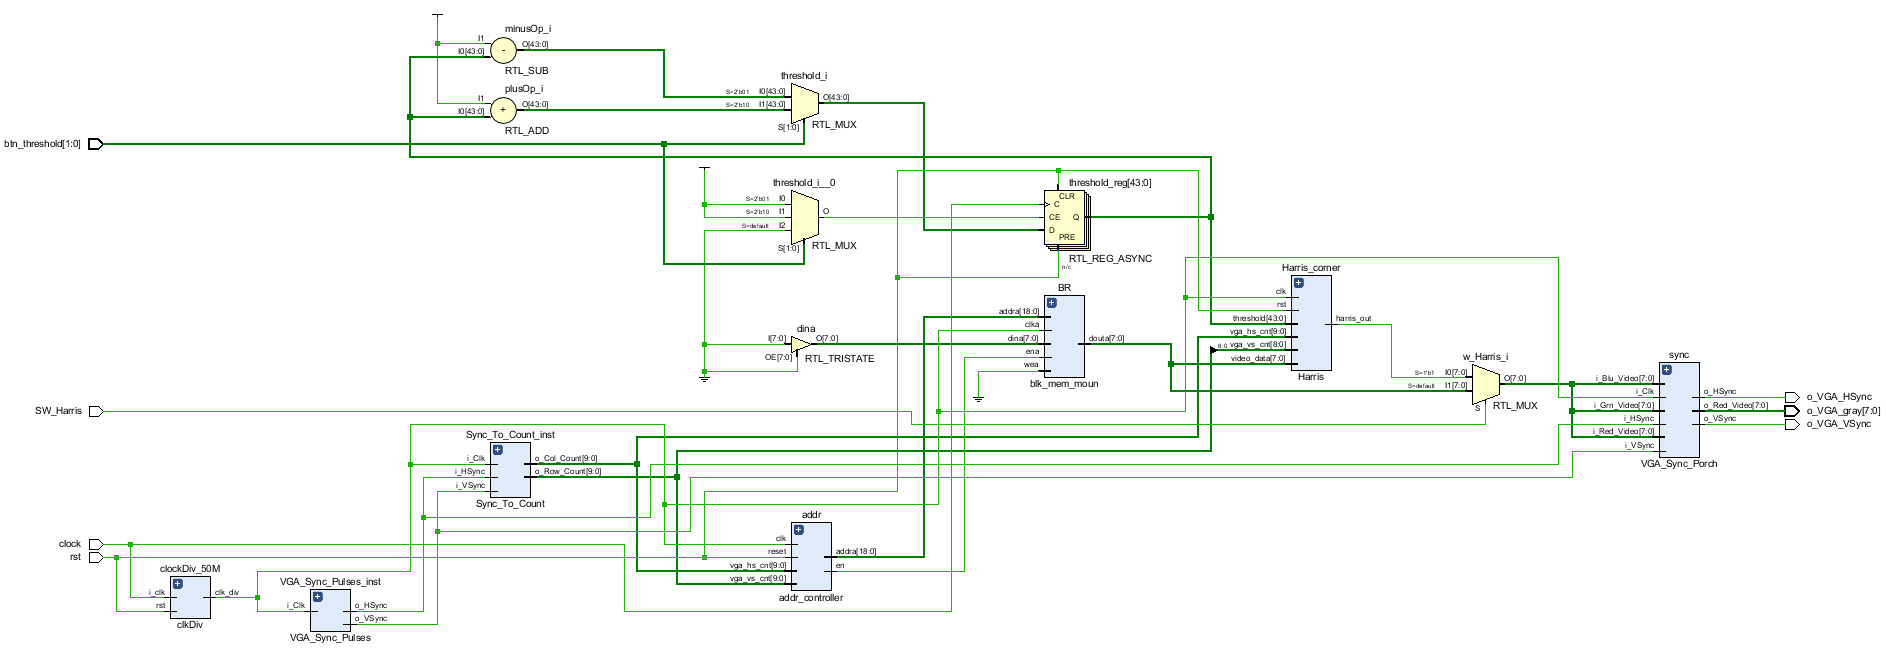 minusOp_i
I1
I0[43:0]
O[43:0]
-
RTL_SUB
plusOp_i
I1
I0[43:0]
O[43:0]
+
RTL_ADD
threshold_i
S=2'b01 I0[43:0]
S=2'b10 I1[43:0]
O[43:0]
S[1:0]
RTL_MUX
btn_threshold[1:0]
threshold_i__0
S=2'b01 I0
S=2'b10 I1
S=default I2
O
S[1:0]
RTL_MUX
threshold_reg[43:0]
CLR
C
CE
Q
D
PRE
RTL_REG_ASYNC
n/c
dina
I[7:0]
O[7:0]
OE[7:0]
RTL_TRISTATE
BR
addra[18:0]
clka
dina[7:0]
ena
wea
douta[7:0]
blk_mem_moun
Harris_corner
clk
rst
threshold[43:0]
vga_hs_cnt[9:0]
8:0 vga_vs_cnt[8:0]
video_data[7:0]
harris_out
Harris
w_Harris_i
S=1'b1 I0[7:0]
S=default I1[7:0]
O[7:0]
S
RTL_MUX
sync
i_Blu_Video[7:0]
i_Clk
i_Grn_Video[7:0]
i_HSync
i_Red_Video[7:0]
i_VSync
o_HSync
o_Red_Video[7:0]
o_VSync
VGA_Sync_Porch
o_VGA_HSync
o_VGA_gray[7:0]
o_VGA_VSync
SW_Harris
Sync_To_Count_inst
i_Clk
i_HSync
i_VSync
o_Col_Count[9:0]
o_Row_Count[9:0]
Sync_To_Count
addr
clk
reset
vga_hs_cnt[9:0]
vga_vs_cnt[9:0]
addra[18:0]
en
addr_controller
clock
rst
clockDiv_50M
i_clk
rst
clk_div
clkDiv
VGA_Sync_Pulses_inst
i_Clk
o_HSync
o_VSync
VGA_Sync_Pulses